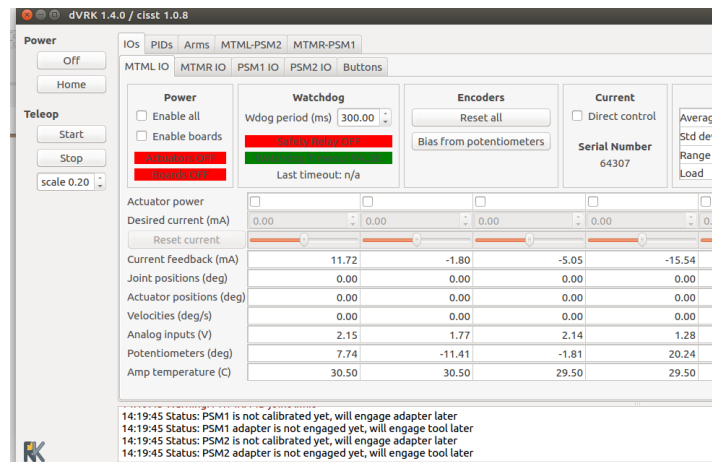 dVRK 1.4.0 / cisst 1.0.8
Power
Off
Home
Teleop
Start
Stop
scale 0.20
IOs PIDs Arms MTML-PSM2 MTMR-PSM1
MTML IO MTMR IO PSM1 IO PSM2 IO Buttons
Power
Enable all
Enable boards
Actuators OFF
Boards OFF
Watchdog
Wdog period (ms) 300.00
Safety Relay OFF
Last timeout: n/a
Encoders
Reset all
Bias from potentiometers
Current
Direct control
Serial Number
64307
Std de
Range
Load
Actuator power
Desired current (mA) 0.00 0.00 0.00 0.00
Reset current
Current feedback (mA) 11.72 -1.80 -5.05 -15.54
Joint positions (deg) 0.00 0.00 0.00 0.00
Actuator positions (deg) 0.00 0.00 0.00 0.00
Velocities (deg/s) 0.00 0.00 0.00 0.00
Analog inputs (V) 2.15 1.77 2.14 1.28
Potentiometers (deg) 7.74 -11.41 -1.81 20.24
Amp temperature (C) 30.50 30.50 29.50 29.50
14:19:45 Status: PSM1 is not calibrated yet, will engage adapter later
14:19:45 Status: PSM1 adapter is not engaged yet, will engage tool later
14:19:45 Status: PSM2 is not calibrated yet, will engage adapter later
14:19:45 Status: PSM2 adapter is not engaged yet, will engage tool later